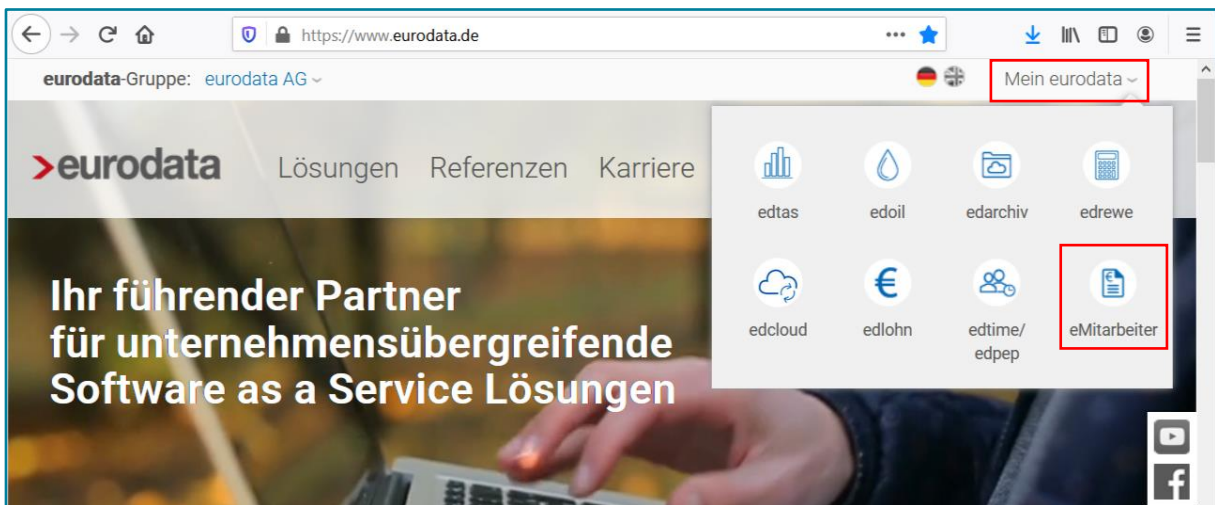 https://www.eurodata.de
eurodata-Gruppe: eurodata AG
Mein eurodata
>eurodata Lösungen Referenzen Karriere
edtas edoil edarchiv edrewe
edcloud edlohn edtime/ eMitarbeiter
edpep
Ihr führender Partner
für unternehmensübergreifende
Software as a Service Lösungen